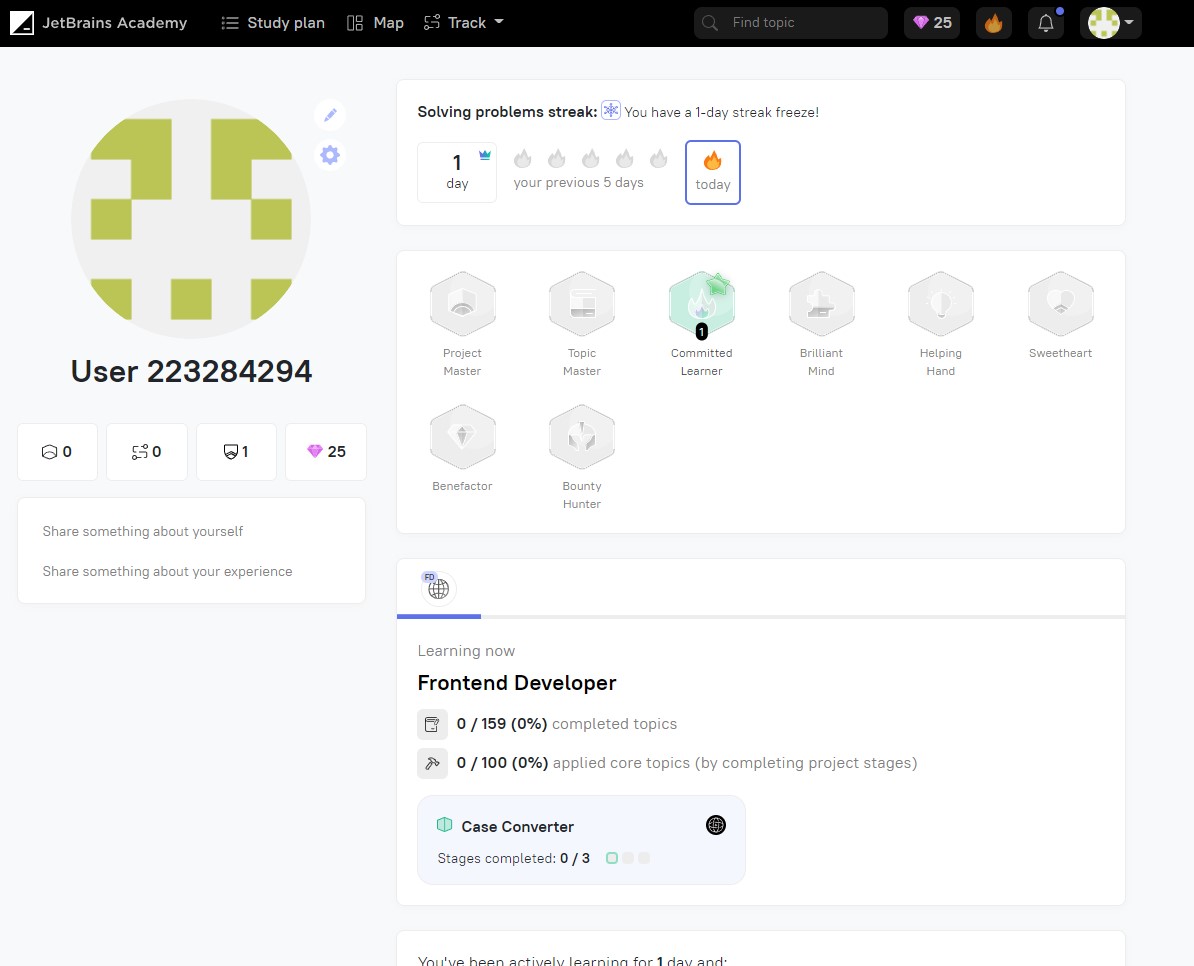 JetBrains Academy
Study plan
Map
Track
Find topic
25
User 223284294
0
0
1
25
Share something about yourself
Share something about your experience
Solving problems streak: You have a 1-day streak freeze!
1
day
your previous 5 days
today
1
Project
Master
Topic
Master
Committed
Learner
Brilliant
Mind
Helping
Hand
Sweetheart
Benefactor
Bounty
Hunter
FD
Learning now
Frontend Developer
0 / 159 (0%) completed topics
0 / 100 (0%) applied core topics (by completing project stages)
Case Converter
Stages completed: 0 / 3
You've been actively learning for 1 day and: